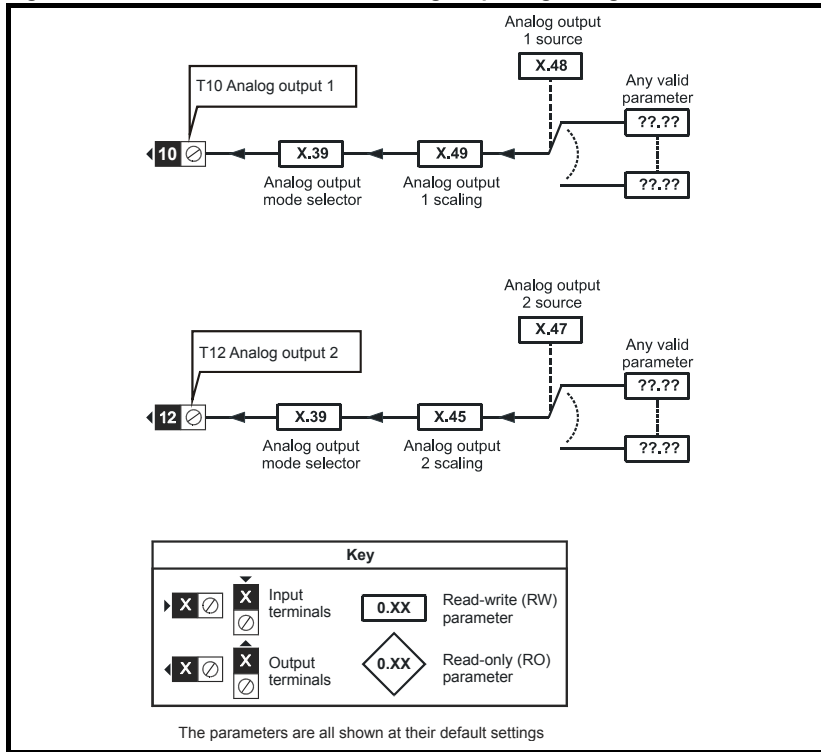 Analog output
1 source
X.48
T10 Analog output 1
Any valid
parameter
??.??
10
X.39
X.49
??.??
Analog output
mode selector
Analog output
1 scaling
Analog output
2 source
X.47
T12 Analog output 2
Any valid
parameter
??.??
12
X.39
X.45
??.??
Analog output
mode selector
Analog output
2 scaling
Key
X
X
Input
terminals
0.XX
Read-write (RW)
parameter
X
X
Output
terminals
0.XX
Read-only (RO)
parameter
The parameters are all shown at their default settings